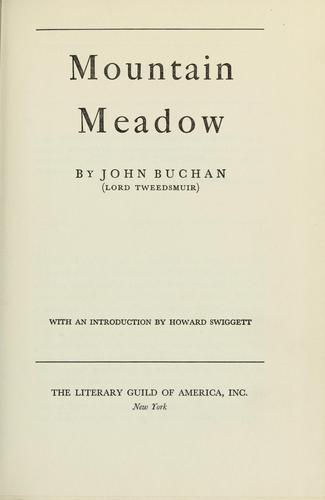 Mountain
Meadow
BY JOHN BUCHAN
(LORD TWEEDSMUIR)
WITH AN INTRODUCTION BY HOWARD SWIGGETT
THE LITERARY GUILD OF AMERICA, INC.
New York